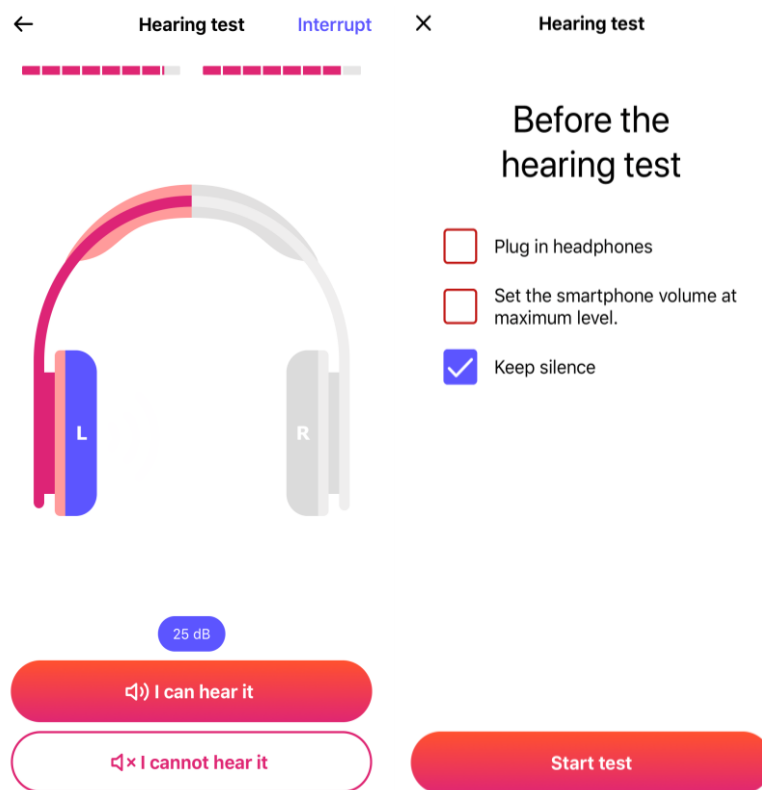 Hearing test
Interrupt
L
R
25 dB
I can hear it
I cannot hear it
Hearing test
Before the
hearing test
Plug in headphones
Set the smartphone volume at
maximum level.
Keep silence
Start test